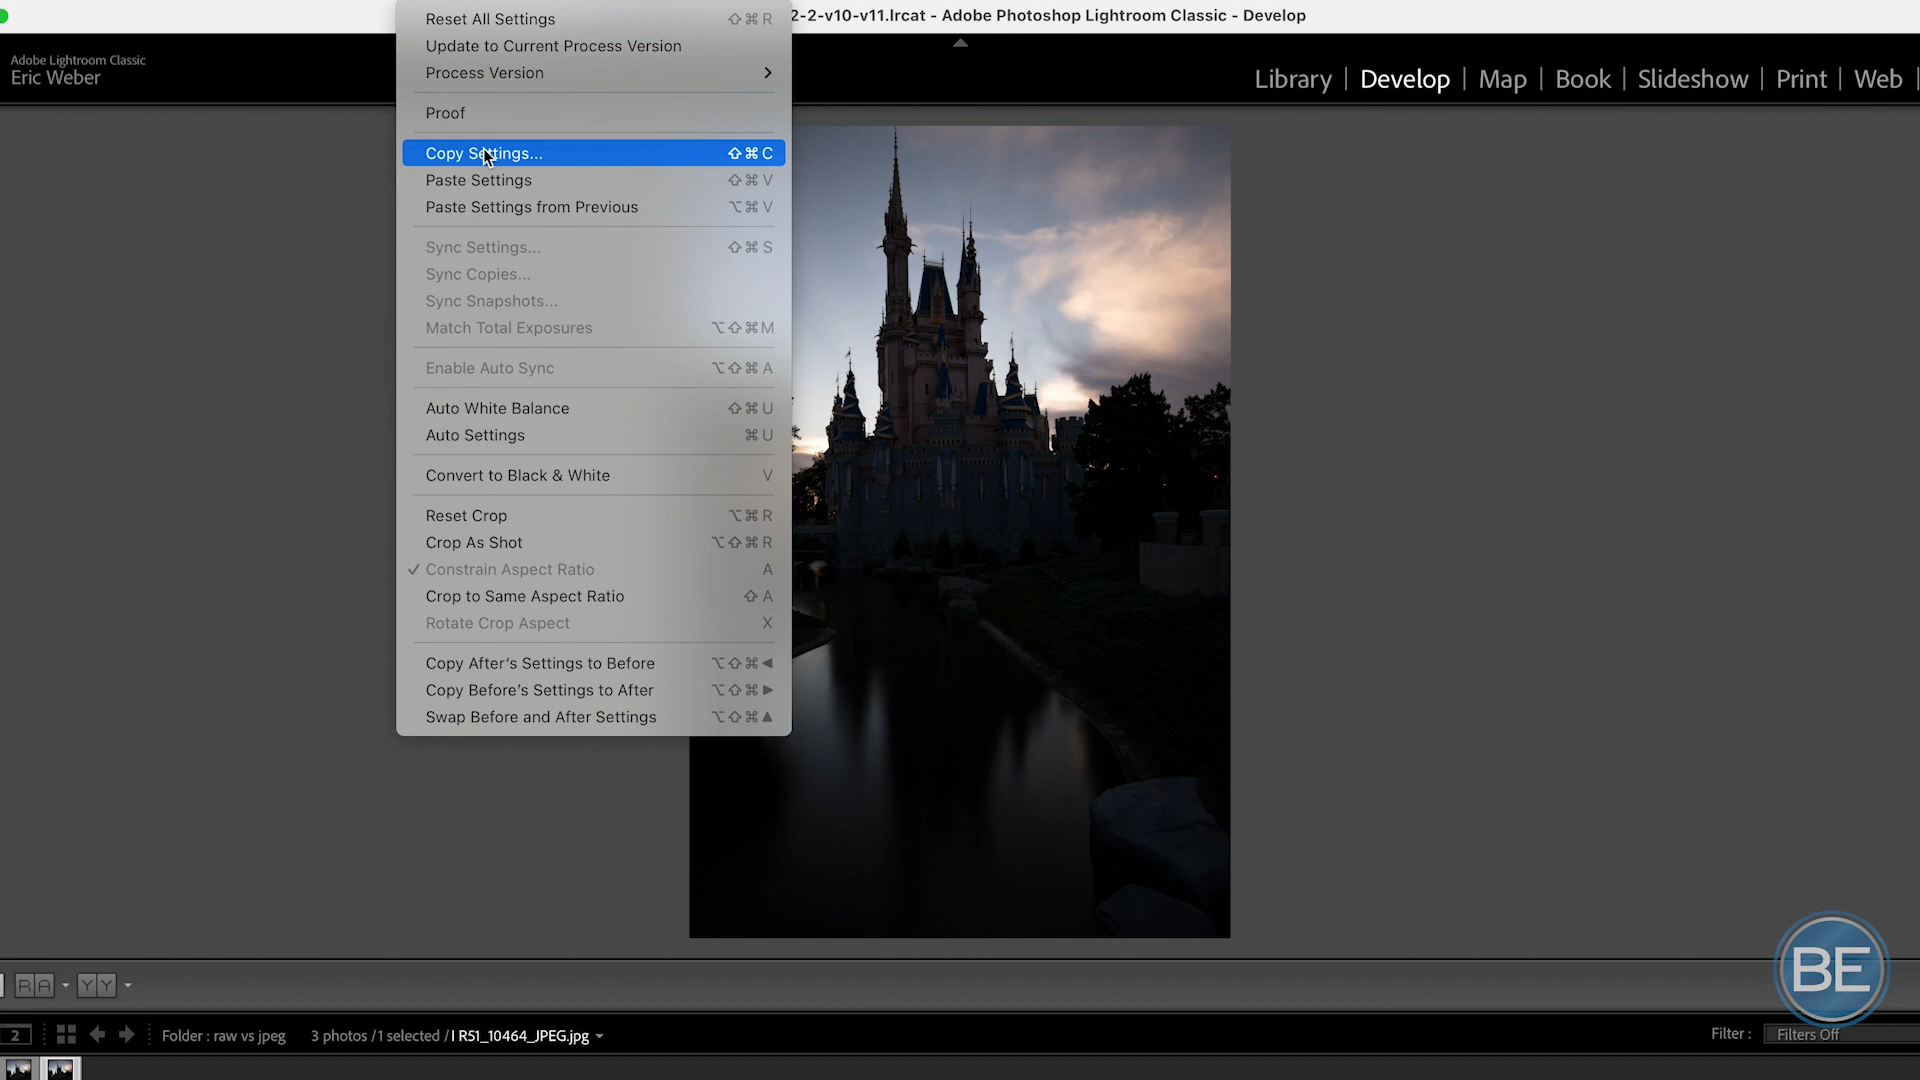 2-2-v10-v11.lrcat - Adobe Photoshop Lightroom Classic - Develop
Adobe Lightroom Classic
Eric Weber
Library | Develop | Map | Book | Slideshow | Print | Web |
Reset All Settings ⇧⌘R
Update to Current Process Version
Process Version
Proof
Copy Settings... ⇧⌘C
Paste Settings ⇧⌘V
Paste Settings from Previous ⌥⌘V
Sync Settings... ⇧⌘S
Sync Copies...
Sync Snapshots...
Match Total Exposures ⌥⇧⌘M
Enable Auto Sync ⌥⇧⌘A
Auto White Balance ⇧⌘U
Auto Settings ⌘U
Convert to Black & White V
Reset Crop ⌥⌘R
Crop As Shot ⌥⇧⌘R
✓ Constrain Aspect Ratio A
Crop to Same Aspect Ratio ⇧A
Rotate Crop Aspect X
Copy After's Settings to Before ⌥⇧⌘◀
Copy Before's Settings to After ⌥⇧⌘▶
Swap Before and After Settings ⌥⇧⌘▲
BE
RA YY
2 Folder : raw vs jpeg 3 photos /1 selected / I R51_10464_JPEG.jpg Filter : Filters Off